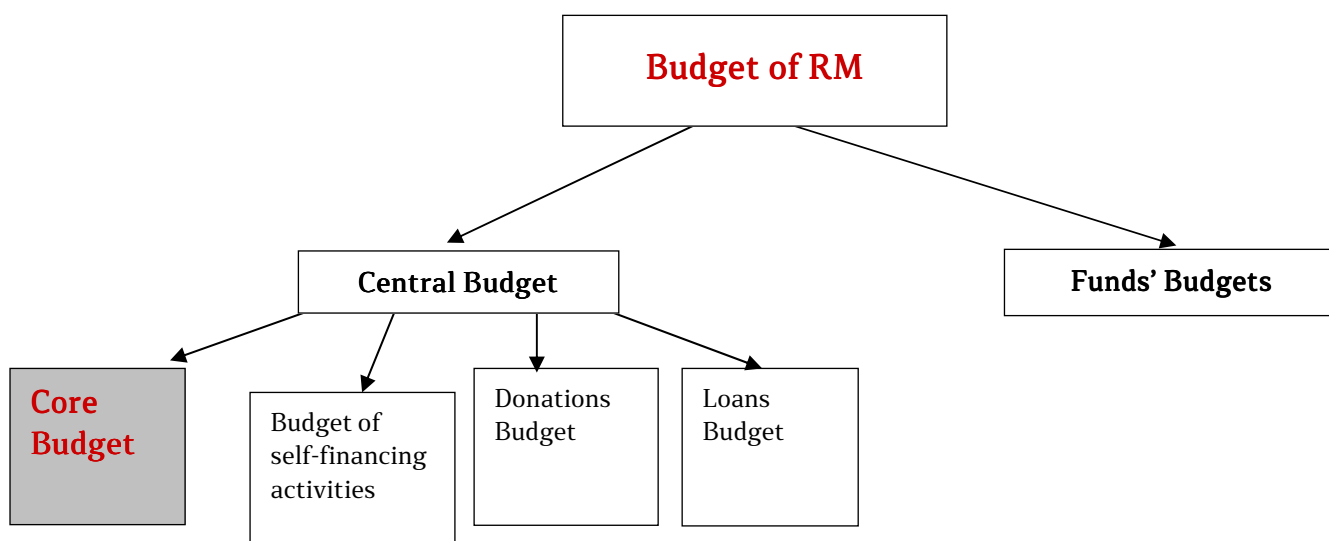 Budget of RM
Central Budget
Funds’ Budgets
Core
Budget
Budget of
self-financing
activities
Donations
Budget
Loans
Budget